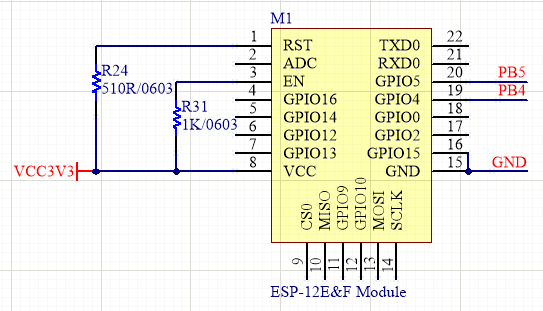 M1
1 RST TXD0 22
2 ADC RXD0 21
3 EN GPIO5 20 PB5
4 GPIO16 GPIO4 19 PB4
5 GPIO14 GPIO0 18
6 GPIO12 GPIO2 17
7 GPIO13 GPIO15 16
8 VCC GND 15 GND
R24
510R/0603
R31
1K/0603
VCC3V3
CS0
MISO
GPIO9
GPIO10
MOSI
SCLK
9
10
11
12
13
14
ESP-12E&F Module